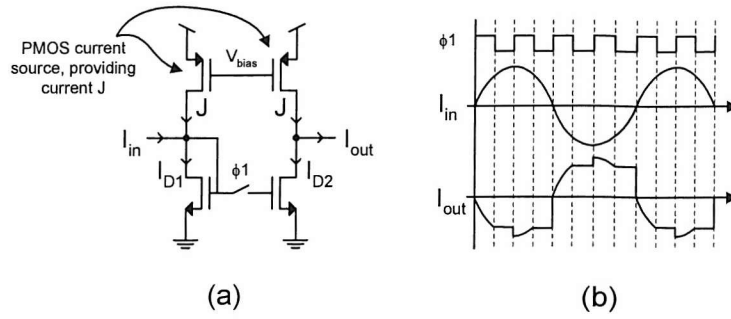 PMOS current
source, providing
current J
V_bias
J
J
I_in
I_out
I_D1
ϕ1
I_D2
(a)
ϕ1
I_in
I_out
(b)